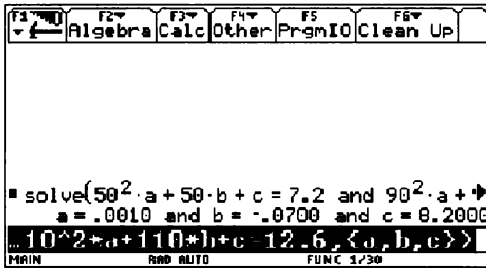 F1 F2 F3 F4 F5 F6
Algebra Calc Other PrgmIO Clean Up
solve(50²·a+50·b+c=7.2 and 90²·a+
a=.0010 and b=-.0700 and c=8.2000
…10^2*a+110*b+c=12.6,{a,b,c})
MAIN RAD AUTO FUNC 1/30